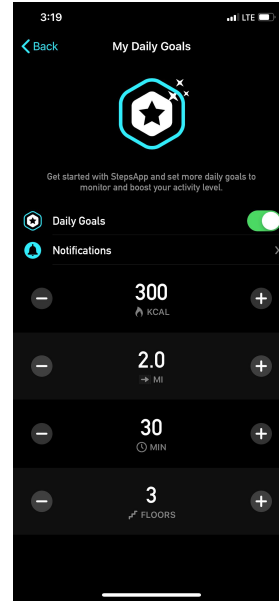 3:19
LTE
Back
My Daily Goals
Get started with StepsApp and set more daily goals to
monitor and boost your activity level.
Daily Goals
Notifications
300
KCAL
2.0
MI
30
MIN
3
FLOORS